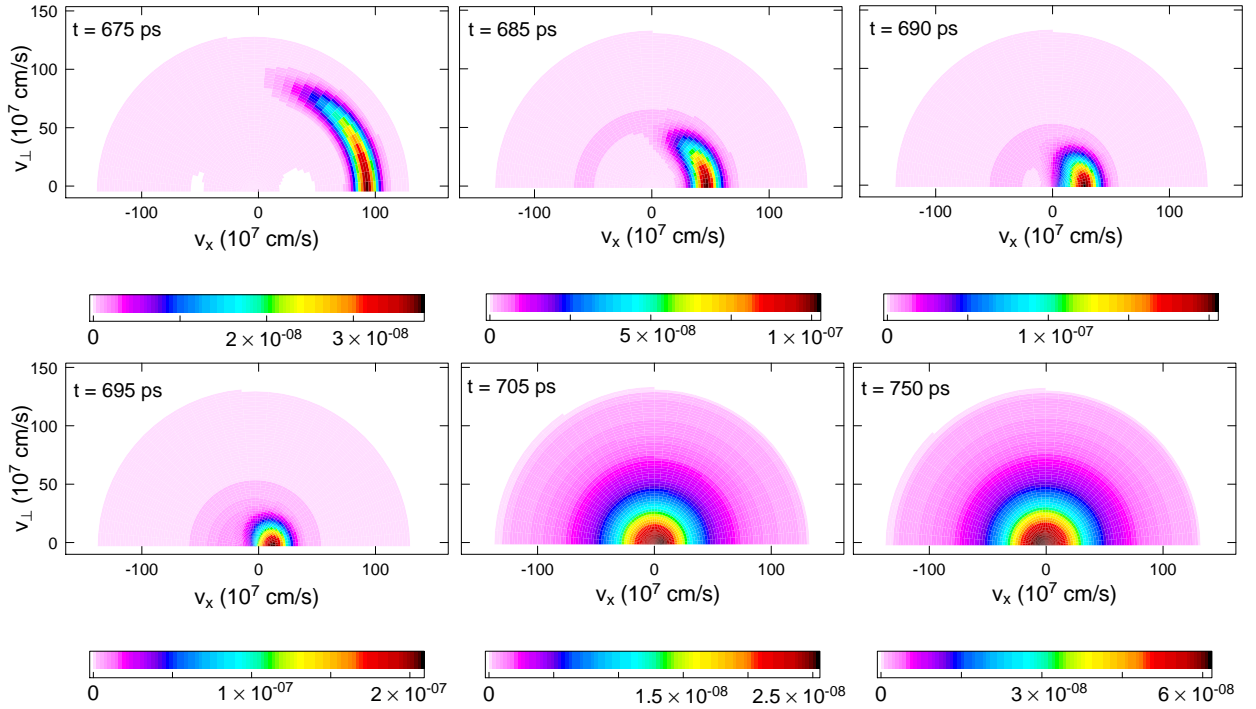 t = 675 ps
t = 685 ps
t = 690 ps
150
100
50
0
v⊥ (10⁷ cm/s)
-100 0 100
-100 0 100
-100 0 100
vₓ (10⁷ cm/s)
vₓ (10⁷ cm/s)
vₓ (10⁷ cm/s)
0 2 × 10⁻⁰⁸ 3 × 10⁻⁰⁸
0 5 × 10⁻⁰⁸ 1 × 10⁻⁰⁷
0 1 × 10⁻⁰⁷
t = 695 ps
t = 705 ps
t = 750 ps
150
100
50
0
v⊥ (10⁷ cm/s)
-100 0 100
-100 0 100
-100 0 100
vₓ (10⁷ cm/s)
vₓ (10⁷ cm/s)
vₓ (10⁷ cm/s)
0 1 × 10⁻⁰⁷ 2 × 10⁻⁰⁷
0 1.5 × 10⁻⁰⁸ 2.5 × 10⁻⁰⁸
0 3 × 10⁻⁰⁸ 6 × 10⁻⁰⁸